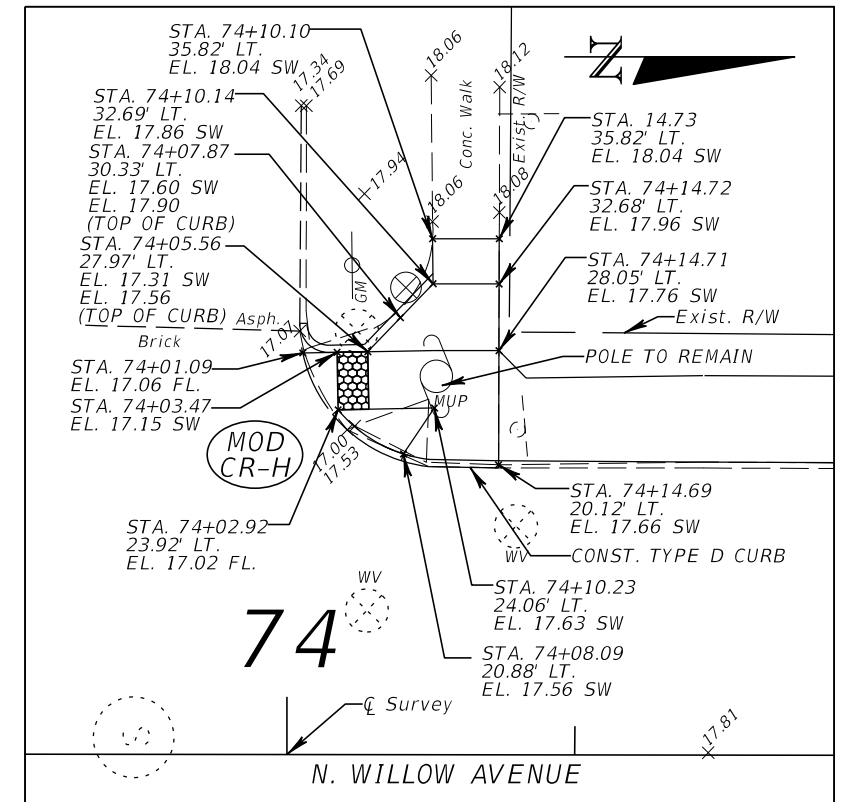 STA. 74+10.10
35.82' LT.
EL. 18.04 SW
17.34
17.69
18.06
18.12
Conc. Walk
Exist. R/W
N
STA. 74+10.14
32.69' LT.
EL. 17.86 SW
STA. 74+07.87
30.33' LT.
EL. 17.60 SW
EL. 17.90
(TOP OF CURB)
STA. 74+05.56
27.97' LT.
EL. 17.31 SW
EL. 17.56
(TOP OF CURB)
17.94
18.06
18.08
STA. 14.73
35.82' LT.
EL. 18.04 SW
STA. 74+14.72
32.68' LT.
EL. 17.96 SW
STA. 74+14.71
28.05' LT.
EL. 17.76 SW
GM
Asph.
Brick
17.07
Exist. R/W
STA. 74+01.09
EL. 17.06 FL.
STA. 74+03.47
EL. 17.15 SW
POLE TO REMAIN
MUP
MOD
CR-H
17.00
17.53
STA. 74+02.92
23.92' LT.
EL. 17.02 FL.
STA. 74+14.69
20.12' LT.
EL. 17.66 SW
WV
CONST. TYPE D CURB
WV
STA. 74+10.23
24.06' LT.
EL. 17.63 SW
74
STA. 74+08.09
20.88' LT.
EL. 17.56 SW
S
℄ Survey
17.81
N. WILLOW AVENUE